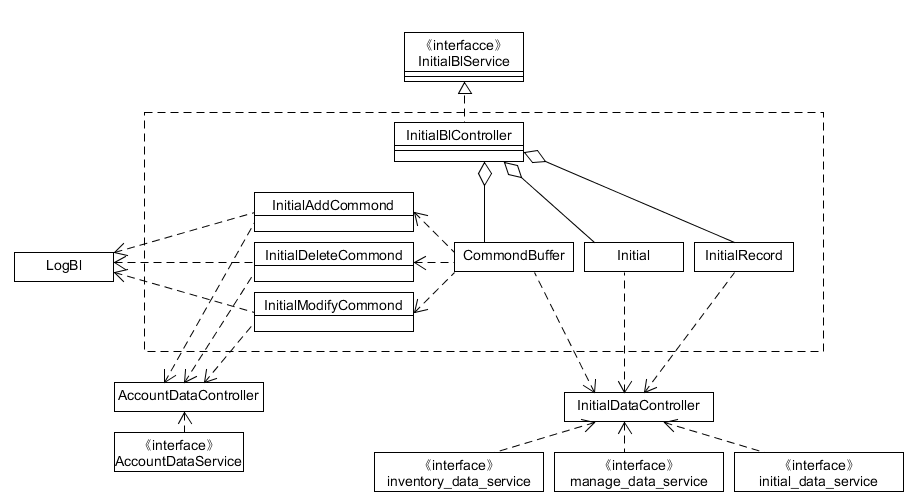 《interfacce》
InitialBlService
InitialBlController
InitialAddCommond
InitialDeleteCommond
InitialModifyCommond
LogBl
CommondBuffer
Initial
InitialRecord
AccountDataController
《interface》
AccountDataService
InitialDataController
《interface》
inventory_data_service
《interface》
manage_data_service
《interface》
initial_data_service